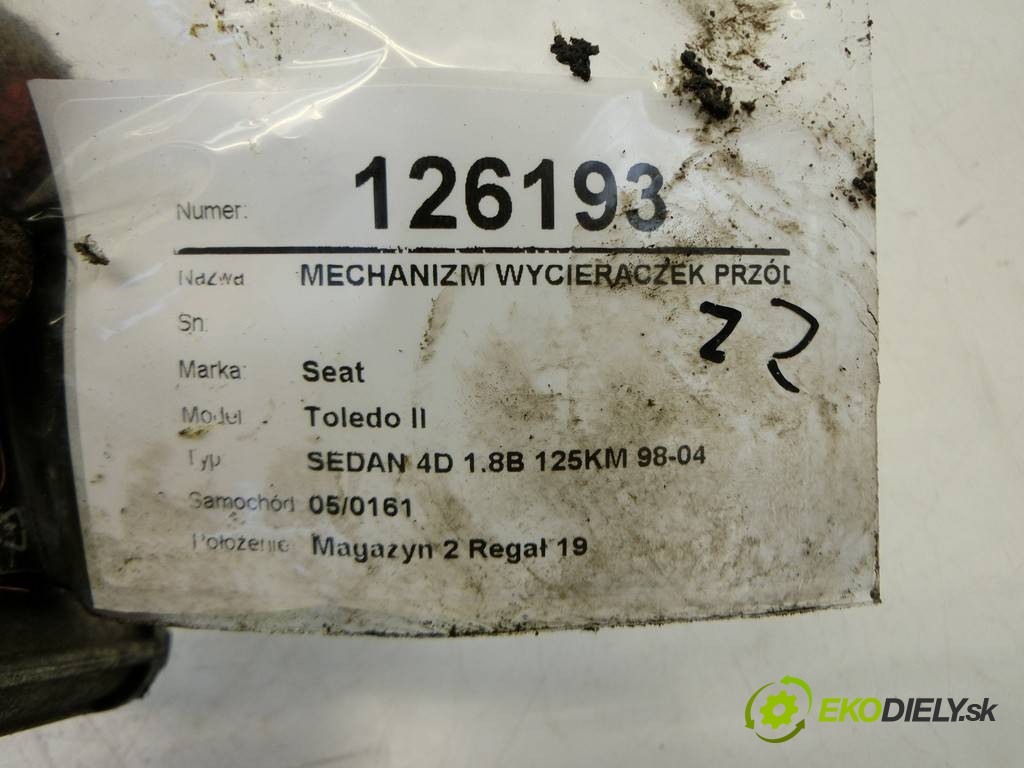 Numer: 126193
Nazwa MECHANIZM WYCIERACZEK PRZÓD
Sn:
Marka: Seat
Model Toledo II
Typ SEDAN 4D 1.8B 125KM 98-04
Samochód 05/0161
Położenie Magazyn 2 Regał 19
EKODIELY.sk